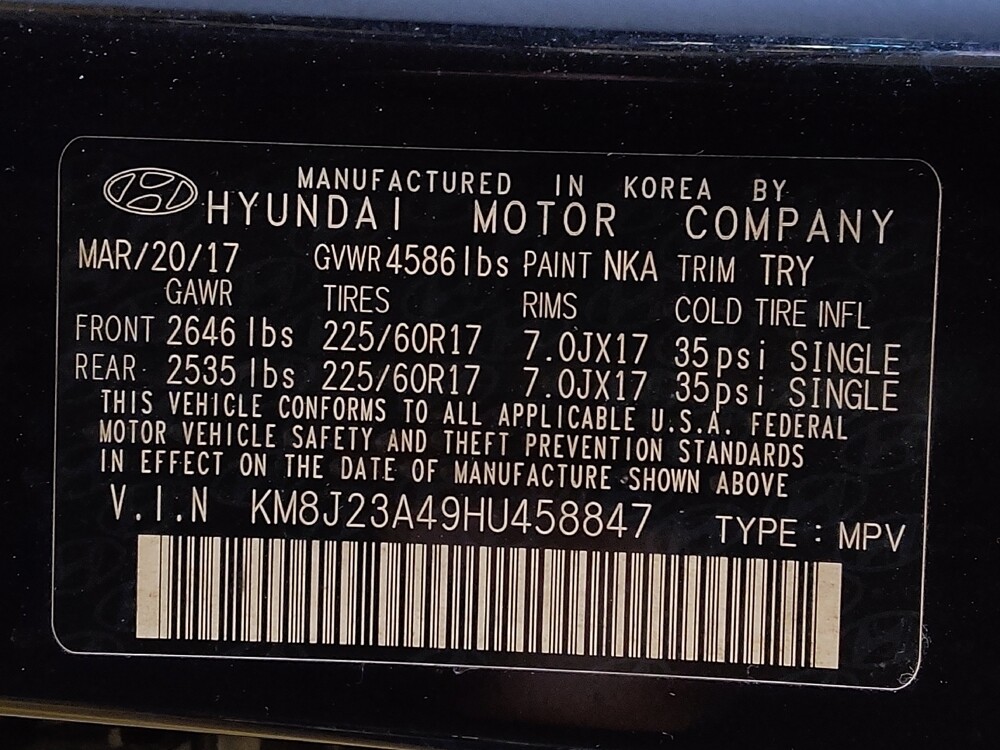 MANUFACTURED IN KOREA BY
HYUNDAI MOTOR COMPANY
MAR/20/17 GVWR 4586lbs PAINT NKA TRIM TRY
GAWR TIRES RIMS COLD TIRE INFL
FRONT 2646 lbs 225/60R17 7.0JX17 35psi SINGLE
REAR 2535 lbs 225/60R17 7.0JX17 35psi SINGLE
THIS VEHICLE CONFORMS TO ALL APPLICABLE U.S.A. FEDERAL
MOTOR VEHICLE SAFETY AND THEFT PREVENTION STANDARDS
IN EFFECT ON THE DATE OF MANUFACTURE SHOWN ABOVE
V.I.N KM8J23A49HU458847 TYPE : MPV